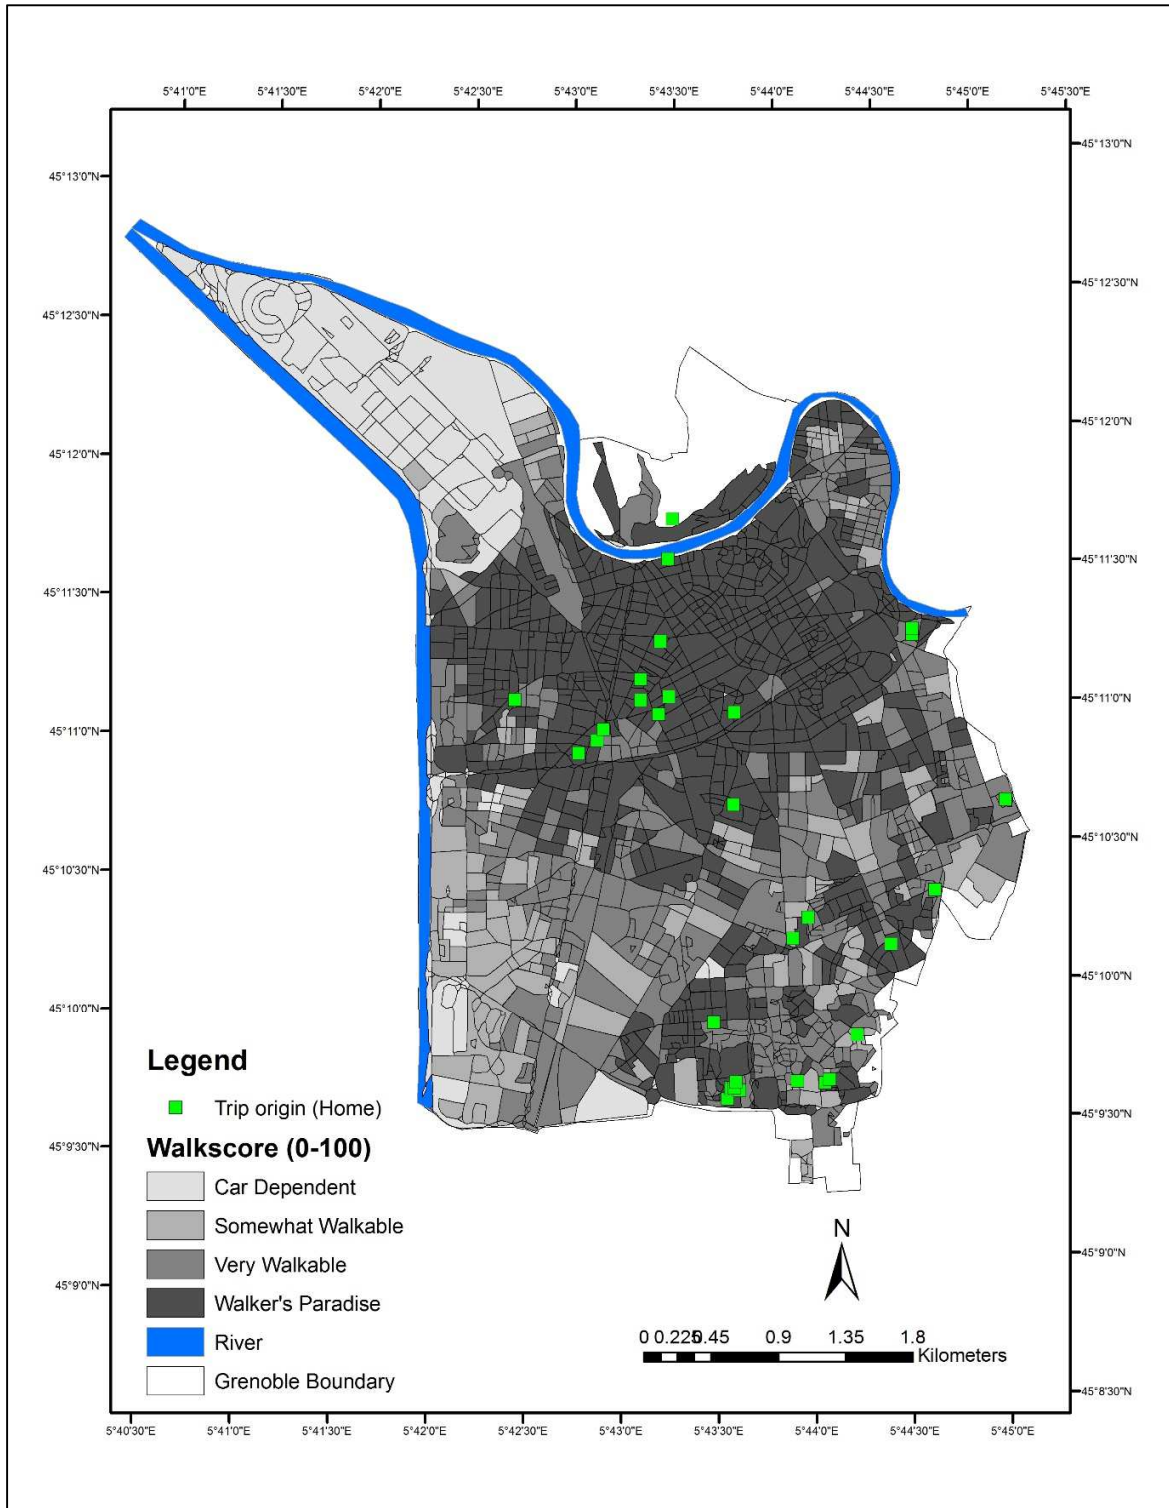 5°41'0"E 5°41'30"E 5°42'0"E 5°42'30"E 5°43'0"E 5°43'30"E 5°44'0"E 5°44'30"E 5°45'0"E 5°45'30"E
45°13'0"N
45°13'0"N
45°12'30"N
45°12'30"N
45°12'0"N
45°12'0"N
45°11'30"N
45°11'30"N
45°11'0"N
45°11'0"N
45°10'30"N
45°10'30"N
45°10'0"N
45°10'0"N
45°9'30"N
45°9'30"N
45°9'0"N
45°9'0"N
45°8'30"N
Legend
Trip origin (Home)
Walkscore (0-100)
Car Dependent
Somewhat Walkable
Very Walkable
Walker's Paradise
River
Grenoble Boundary
N
0 0.225 0.45 0.9 1.35 1.8
Kilometers
5°40'30"E 5°41'0"E 5°41'30"E 5°42'0"E 5°42'30"E 5°43'0"E 5°43'30"E 5°44'0"E 5°44'30"E 5°45'0"E